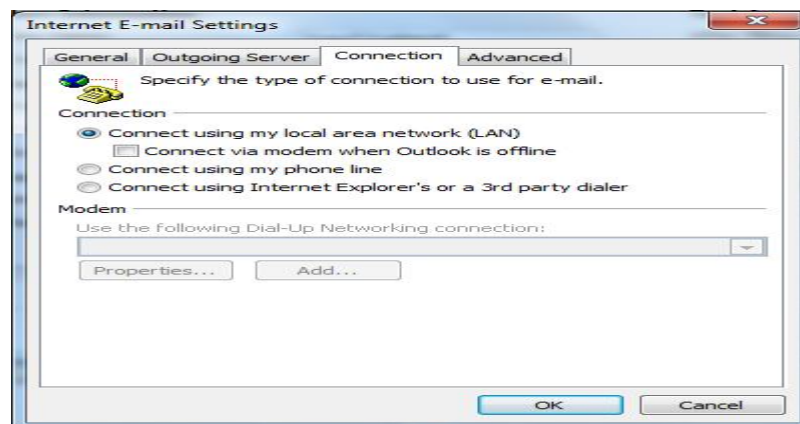 Internet E-mail Settings
General Outgoing Server Connection Advanced
Specify the type of connection to use for e-mail.
Connection
Connect using my local area network (LAN)
Connect via modem when Outlook is offline
Connect using my phone line
Connect using Internet Explorer's or a 3rd party dialer
Modem
Use the following Dial-Up Networking connection:
Properties... Add...
OK Cancel